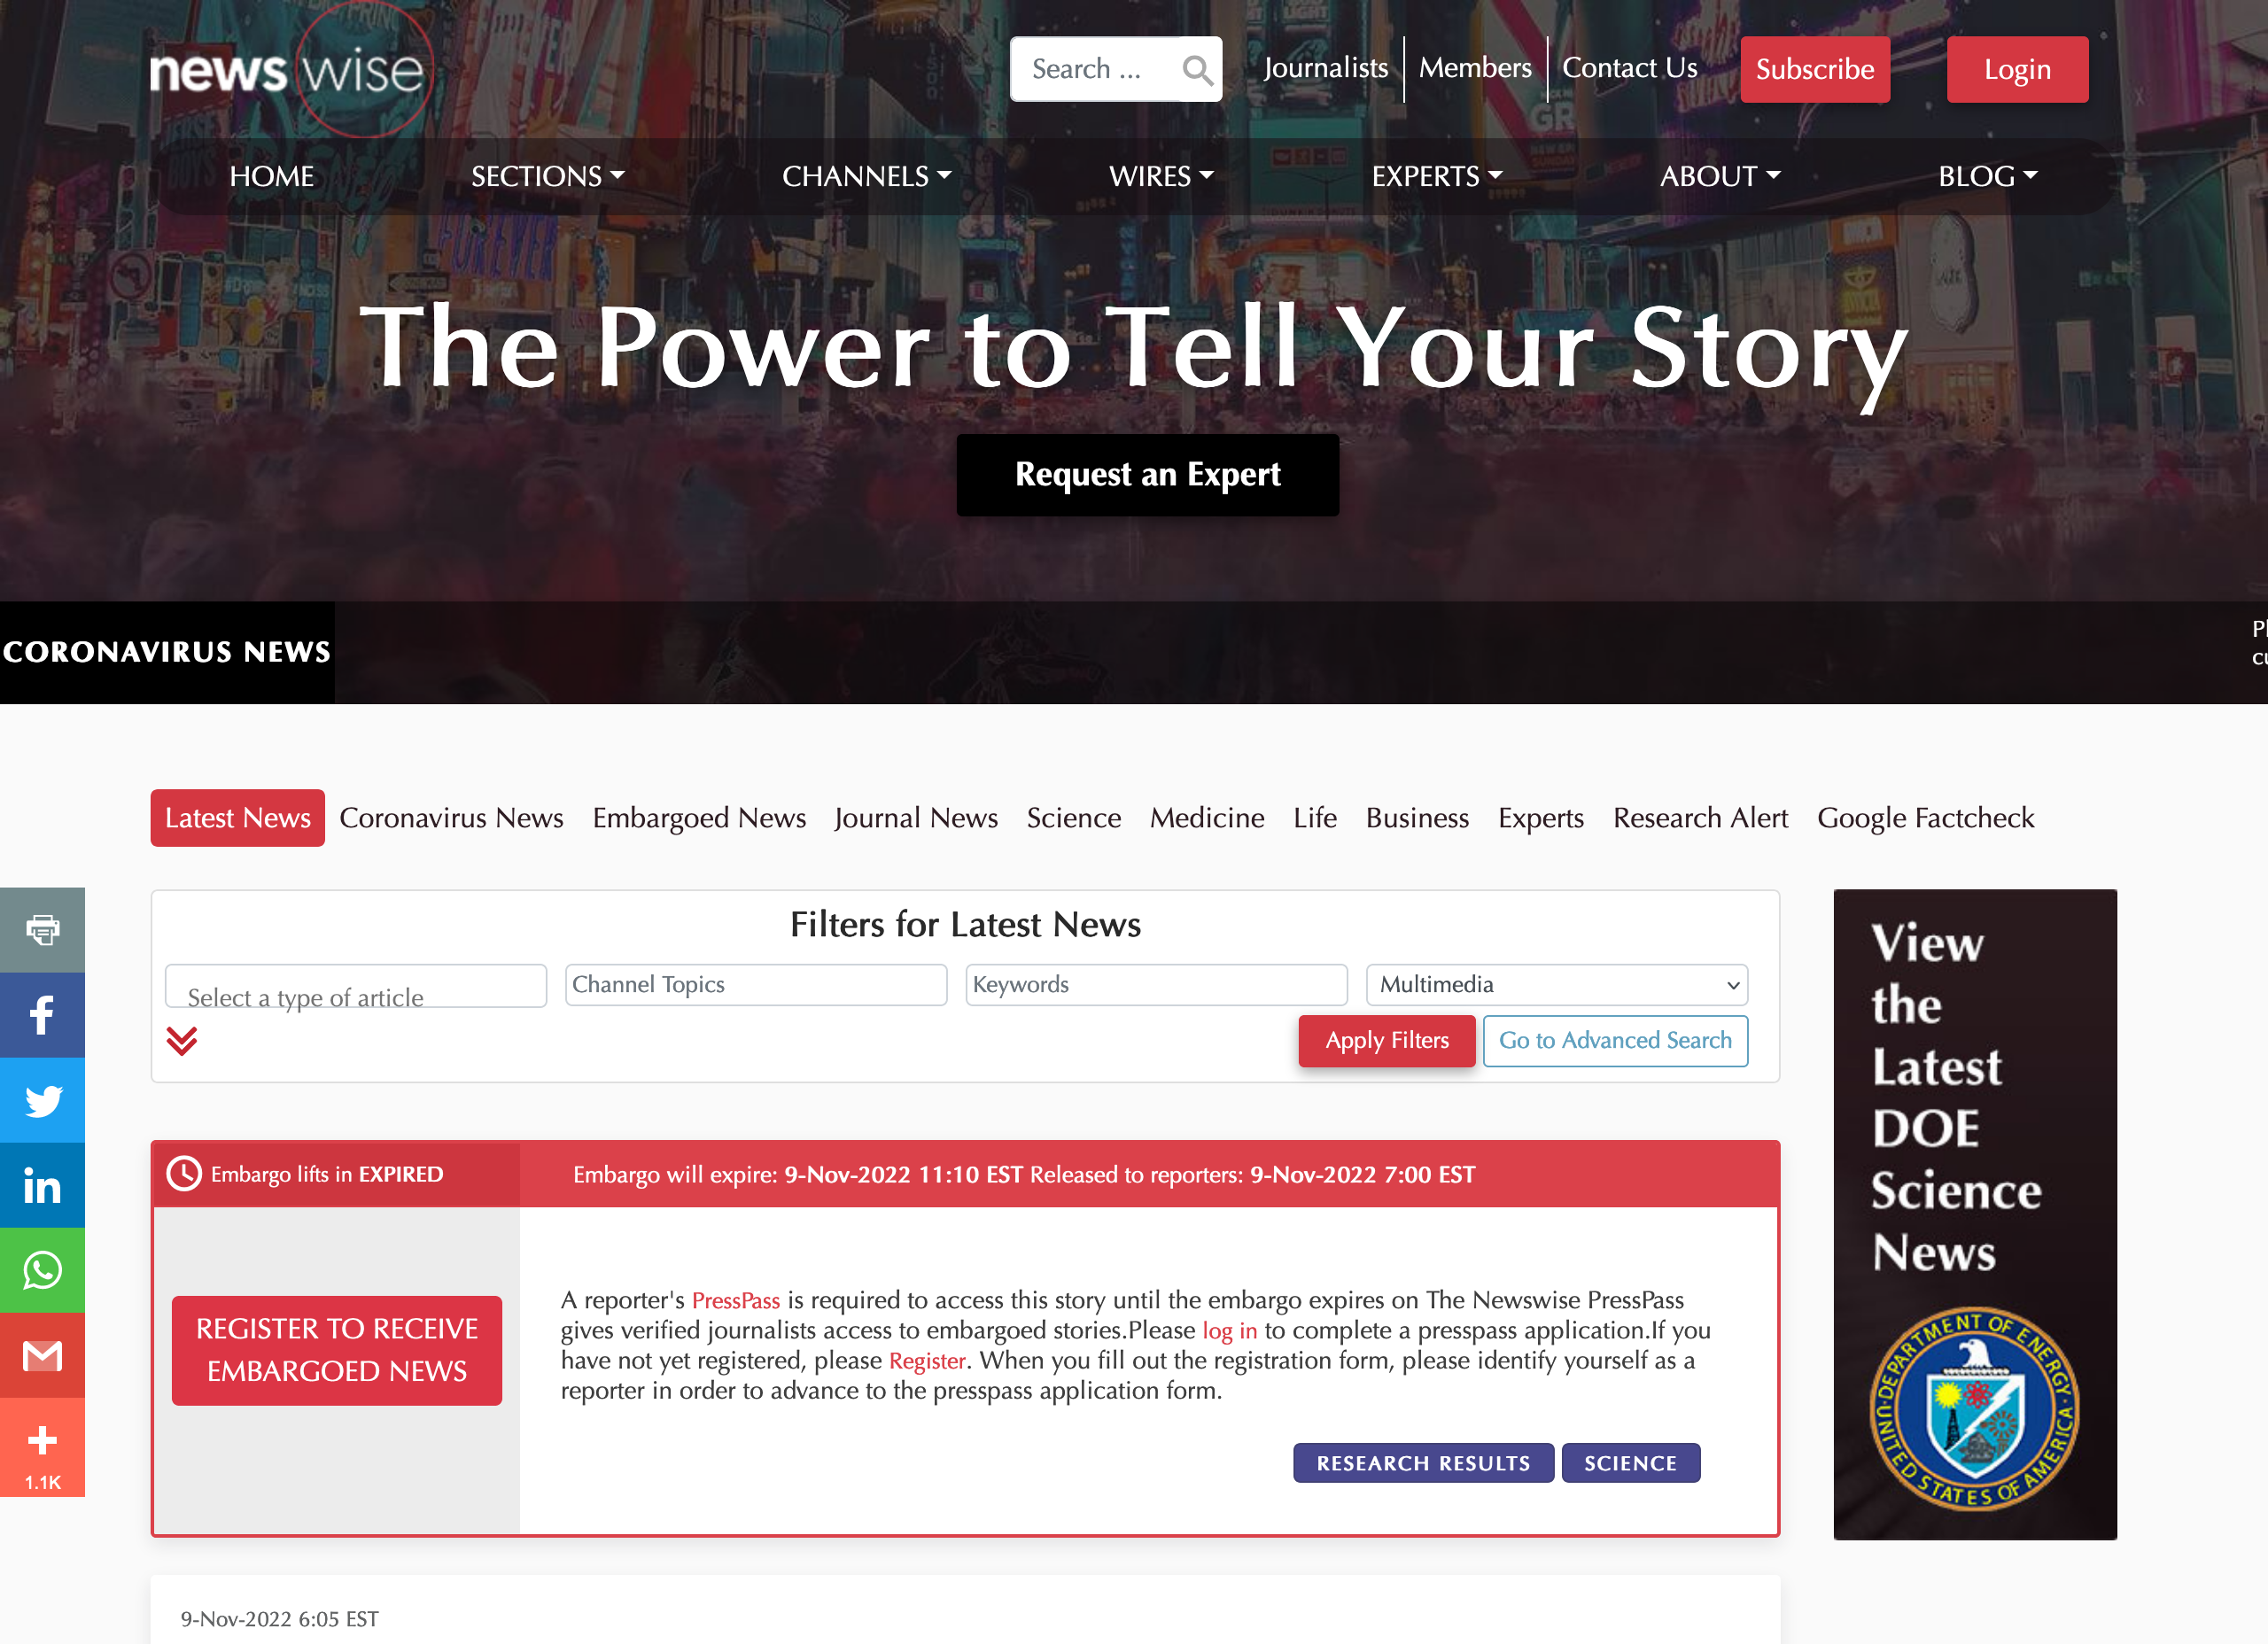 news wise
Search ...
Journalists
Members
Contact Us
Subscribe
Login
HOME
SECTIONS
CHANNELS
WIRES
EXPERTS
ABOUT
BLOG
FOREVER
The Power to Tell Your Story
Request an Expert
CORONAVIRUS NEWS
Latest News
Coronavirus News
Embargoed News
Journal News
Science
Medicine
Life
Business
Experts
Research Alert
Google Factcheck
Filters for Latest News
Select a type of article
Channel Topics
Keywords
Multimedia
Apply Filters
Go to Advanced Search
Embargo lifts in EXPIRED
Embargo will expire: 9-Nov-2022 11:10 EST Released to reporters: 9-Nov-2022 7:00 EST
REGISTER TO RECEIVE
EMBARGOED NEWS
A reporter's PressPass is required to access this story until the embargo expires on The Newswise PressPass
gives verified journalists access to embargoed stories.Please log in to complete a presspass application.If you
have not yet registered, please Register. When you fill out the registration form, please identify yourself as a
reporter in order to advance to the presspass application form.
RESEARCH RESULTS
SCIENCE
9-Nov-2022 6:05 EST
1.1K
View
the
Latest
DOE
Science
News
DEPARTMENT OF ENERGY
UNITED STATES OF AMERICA